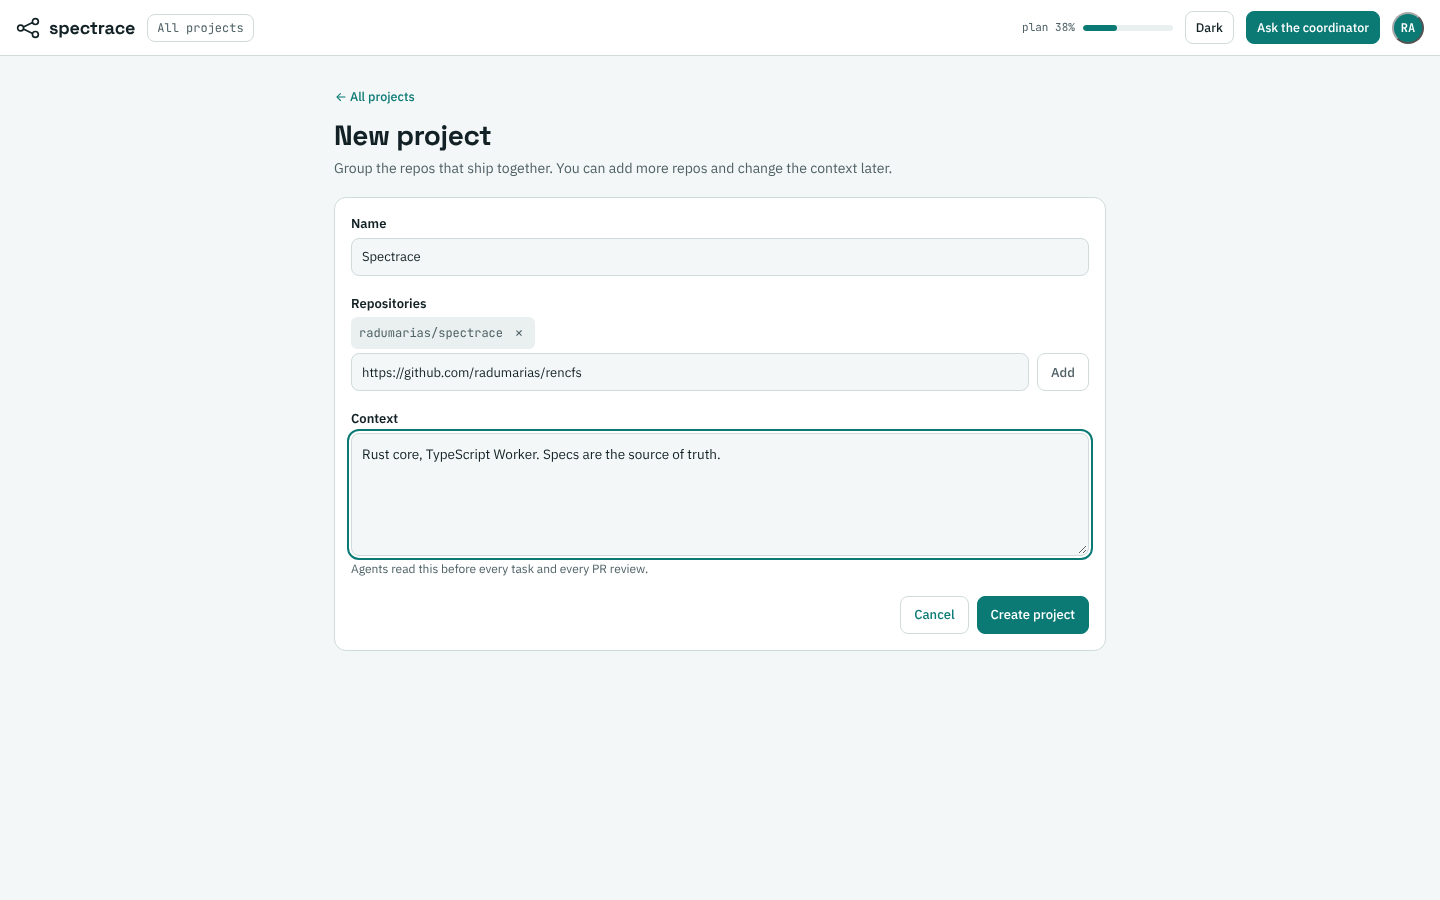 spectrace
All projects
plan 38%
Dark
Ask the coordinator
RA
← All projects
New project
Group the repos that ship together. You can add more repos and change the context later.
Name
Spectrace
Repositories
radumarias/spectrace ×
https://github.com/radumarias/rencfs
Add
Context
Rust core, TypeScript Worker. Specs are the source of truth.
Agents read this before every task and every PR review.
Cancel
Create project